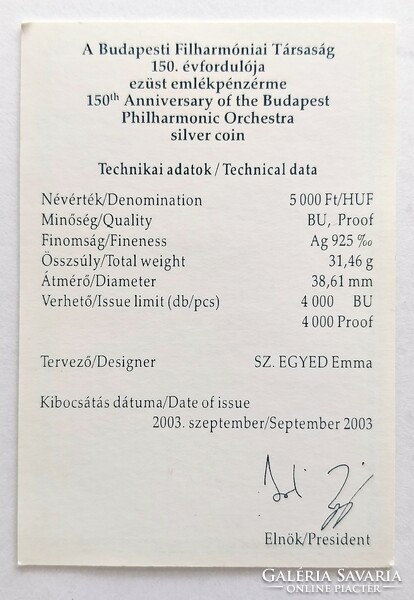 A Budapesti Filharmóniai Társaság
150. évfordulója
ezüst emlékpénzérme
150th Anniversary of the Budapest
Philharmonic Orchestra
silver coin
Technikai adatok / Technical data
Névérték/Denomination 5 000 Ft/HUF
Minőség/Quality BU, Proof
Finomság/Fineness Ag 925 ‰
Összsúly/Total weight 31,46 g
Átmérő/Diameter 38,61 mm
Verhető/Issue limit (db/pcs) 4 000 BU
4 000 Proof
Tervező/Designer SZ. EGYED Emma
Kibocsátás dátuma/Date of issue
2003. szeptember/September 2003
Elnök/President
GALÉRIA SAVARIA
ONLINE PIACTÉR